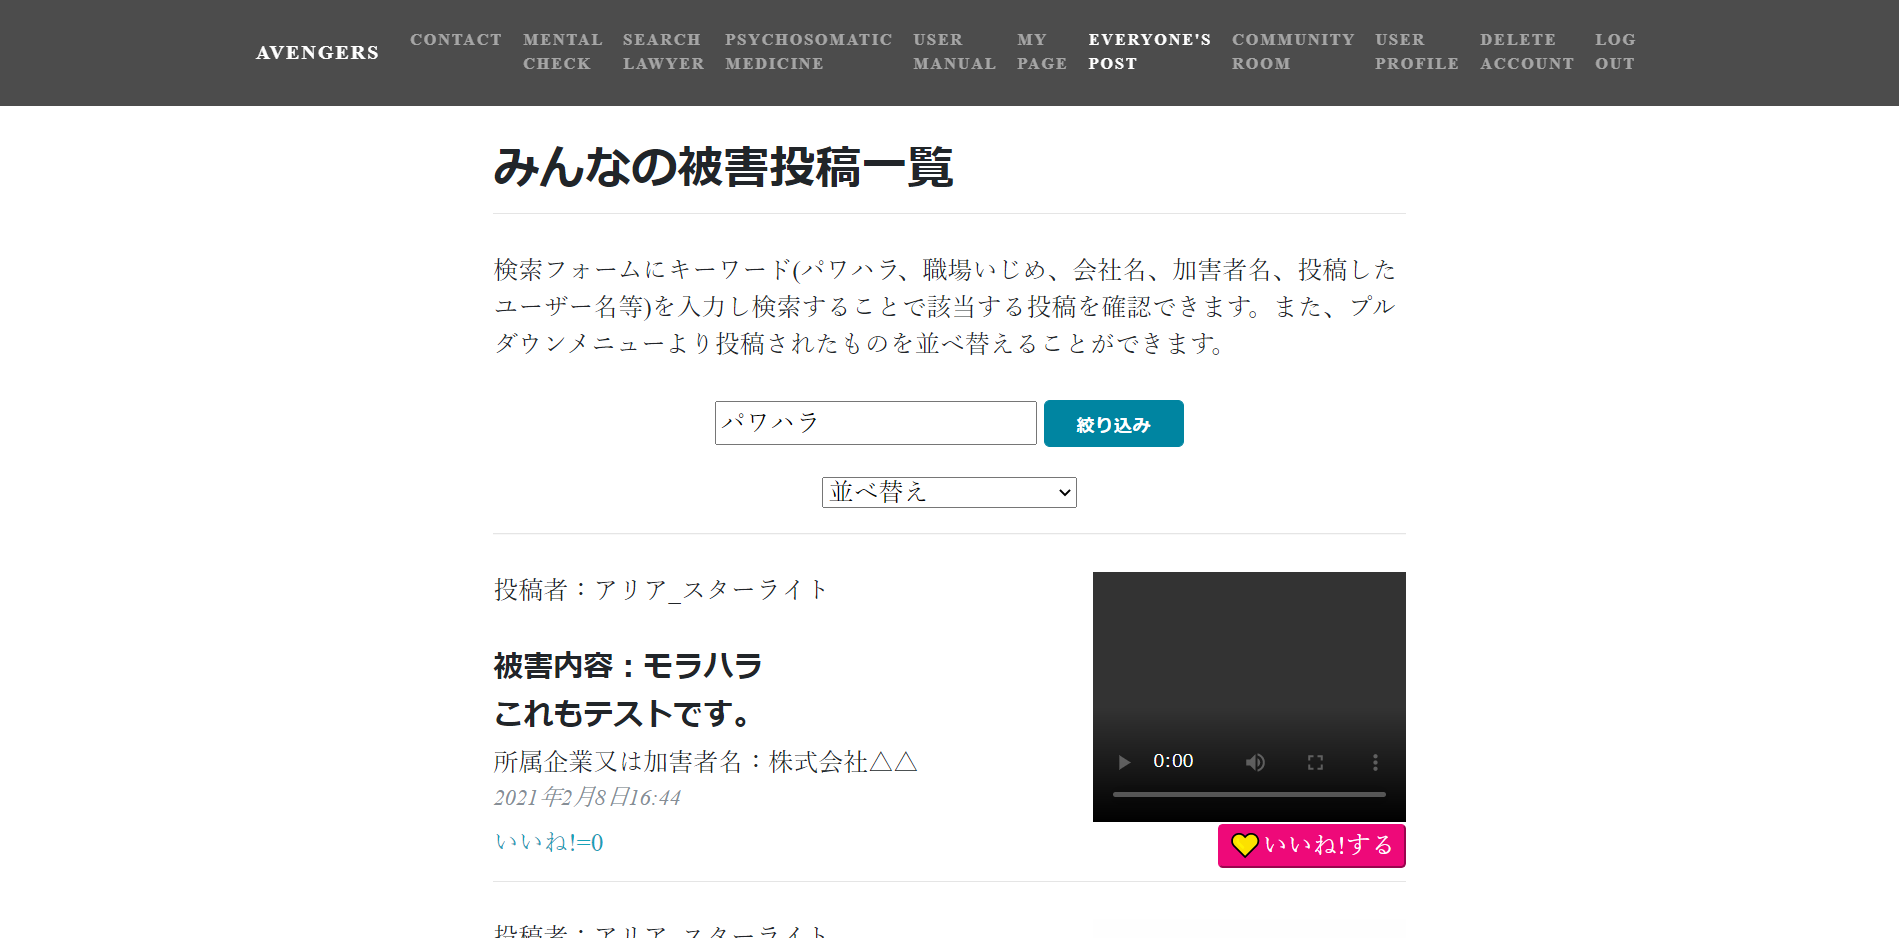 AVENGERS
CONTACT
MENTAL CHECK
SEARCH LAWYER
PSYCHOSOMATIC MEDICINE
USER MANUAL
MY PAGE
EVERYONE'S POST
COMMUNITY ROOM
USER PROFILE
DELETE ACCOUNT
LOG OUT
みんなの被害投稿一覧
検索フォームにキーワード(パワハラ、職場いじめ、会社名、加害者名、投稿した
ユーザー名等)を入力し検索することで該当する投稿を確認できます。また、プル
ダウンメニューより投稿されたものを並べ替えることができます。
パワハラ
絞り込み
並べ替え
投稿者：アリア_スターライト
被害内容：モラハラ
これもテストです。
所属企業又は加害者名：株式会社△△
2021年2月8日16:44
いいね!=0
0:00
いいね!する
投稿者：アリア_スターライト